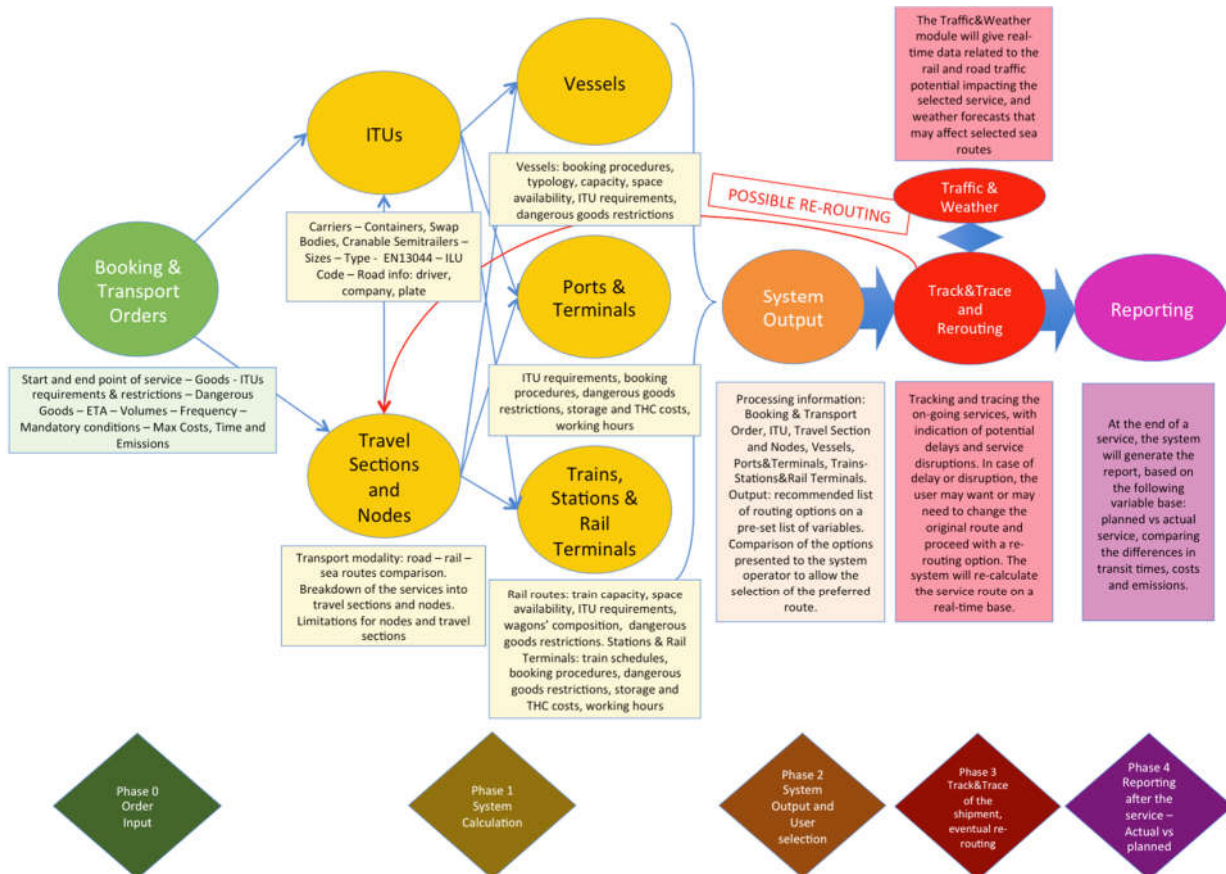 Booking &
Transport
Orders
Start and end point of service – Goods - ITUs
requirements & restrictions – Dangerous
Goods – ETA – Volumes – Frequency –
Mandatory conditions – Max Costs, Time and
Emissions
ITUs
Carriers – Containers, Swap
Bodies, Cranable Semitrailers –
Sizes – Type - EN13044 – ILU
Code – Road info: driver,
company, plate
Travel
Sections
and
Nodes
Transport modality: road – rail –
sea routes comparison.
Breakdown of the services into
travel sections and nodes.
Limitations for nodes and travel
sections
Vessels
Vessels: booking procedures,
typology, capacity, space
availability, ITU requirements,
dangerous goods restrictions
Ports &
Terminals
ITU requirements, booking
procedures, dangerous goods
restrictions, storage and THC costs,
working hours
Trains,
Stations &
Rail
Terminals
Rail routes: train capacity, space
availability, ITU requirements,
wagons’ composition, dangerous
goods restrictions. Stations & Rail
Terminals: train schedules,
booking procedures, dangerous
goods restrictions, storage and
THC costs, working hours
POSSIBLE RE-ROUTING
System
Output
Processing information:
Booking & Transport
Order, ITU, Travel Section
and Nodes, Vessels,
Ports&Terminals, Trains-
Stations&Rail Terminals.
Output: recommended list
of routing options on a
pre-set list of variables.
Comparison of the options
presented to the system
operator to allow the
selection of the preferred
route.
The Traffic&Weather
module will give real-
time data related to the
rail and road traffic
potential impacting the
selected service, and
weather forecasts that
may affect selected sea
routes
Traffic &
Weather
Track&Trace
and
Rerouting
Tracking and tracing the
on-going services, with
indication of potential
delays and service
disruptions. In case of
delay or disruption, the
user may want or may
need to change the
original route and
proceed with a re-
routing option. The
system will re-calculate
the service route on a
real-time base.
Reporting
At the end of a
service, the system
will generate the
report, based on
the following
variable base:
planned vs actual
service, comparing
the differences in
transit times, costs
and emissions.
Phase 0
Order
Input
Phase 1
System
Calculation
Phase 2
System
Output and
User
selection
Phase 3
Track&Trace
of the
shipment,
eventual re-
routing
Phase 4
Reporting
after the
service –
Actual vs
planned